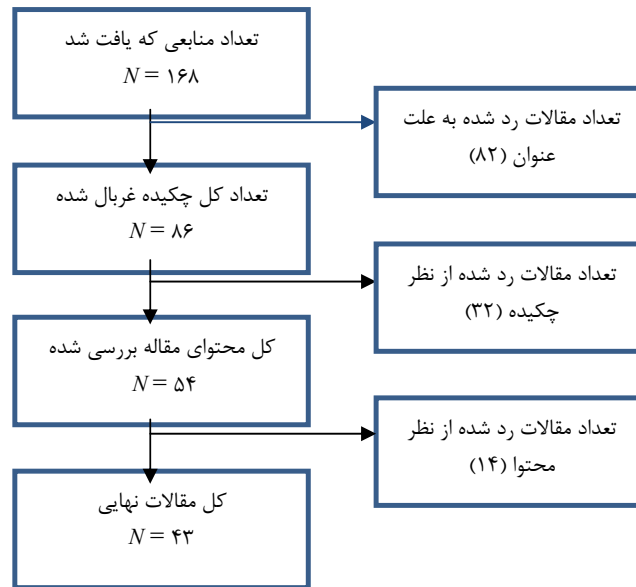 تعداد منابعی که یافت شد
N = ۱۶۸
تعداد مقالات رد شده به علت
عنوان (۸۲)
تعداد کل چکیده غربال شده
N = ۸۶
تعداد مقالات رد شده از نظر
چکیده (۳۲)
کل محتوای مقاله بررسی شده
N = ۵۴
تعداد مقالات رد شده از نظر
محتوا (۱۴)
کل مقالات نهایی
N = ۴۳